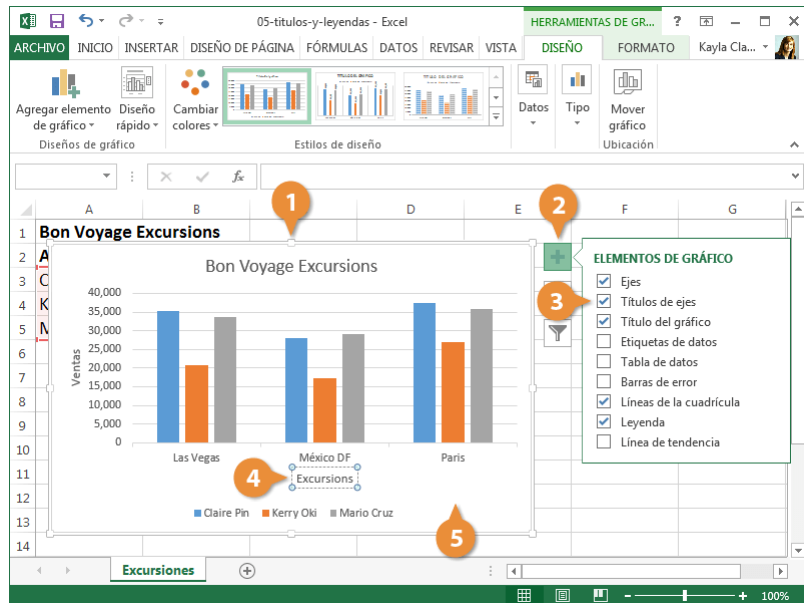 05-titulos-y-leyendas - Excel
HERRAMIENTAS DE GR...
?
ARCHIVO INICIO INSERTAR DISEÑO DE PÁGINA FÓRMULAS DATOS REVISAR VISTA DISEÑO FORMATO Kayla Cla...
Agregar elemento de gráfico
Diseño rápido
Cambiar colores
Datos
Tipo
Mover gráfico
Diseños de gráfico
Estilos de diseño
Ubicación
fx
A B D E F G
1 Bon Voyage Excursions
2 A
3 C
4 K
5 M
6
7
8
9
10
11
12
13
14
1
2
3
4
5
Bon Voyage Excursions
Ventas
40,000
35,000
30,000
25,000
20,000
15,000
10,000
5,000
0
Las Vegas México DF Paris
Excursions
Claire Pin Kerry Oki Mario Cruz
ELEMENTOS DE GRÁFICO
Ejes
Títulos de ejes
Título del gráfico
Etiquetas de datos
Tabla de datos
Barras de error
Líneas de la cuadrícula
Leyenda
Línea de tendencia
Excursiones
100%